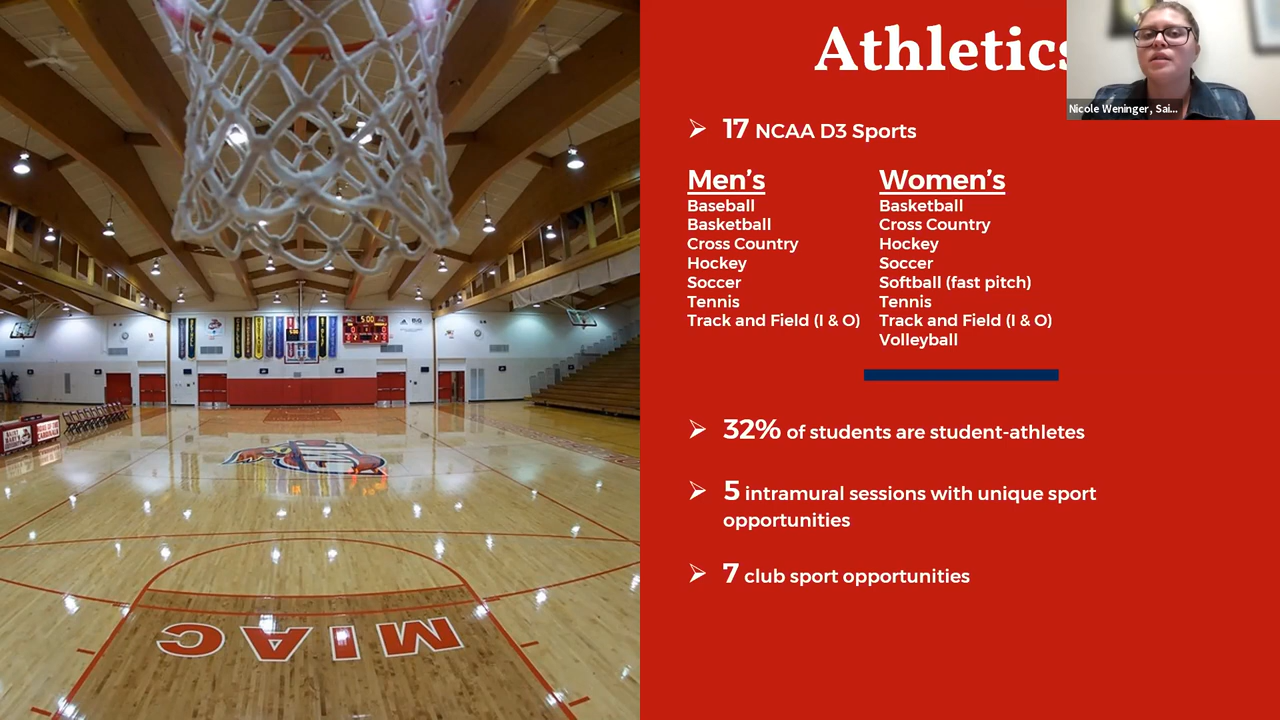 Athletics
Nicole Weninger, Sai...
➢ 17 NCAA D3 Sports
Men's
Baseball
Basketball
Cross Country
Hockey
Soccer
Tennis
Track and Field (I & O)
Women's
Basketball
Cross Country
Hockey
Soccer
Softball (fast pitch)
Tennis
Track and Field (I & O)
Volleyball
➢ 32% of students are student-athletes
➢ 5 intramural sessions with unique sport
opportunities
➢ 7 club sport opportunities
5:00
MIAC